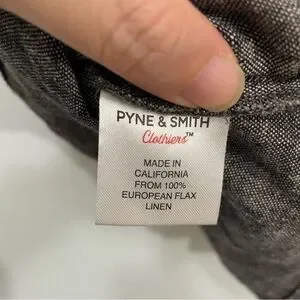 PYNE & SMITH
Clothiers™
MADE IN
CALIFORNIA
FROM 100%
EUROPEAN FLAX
LINEN